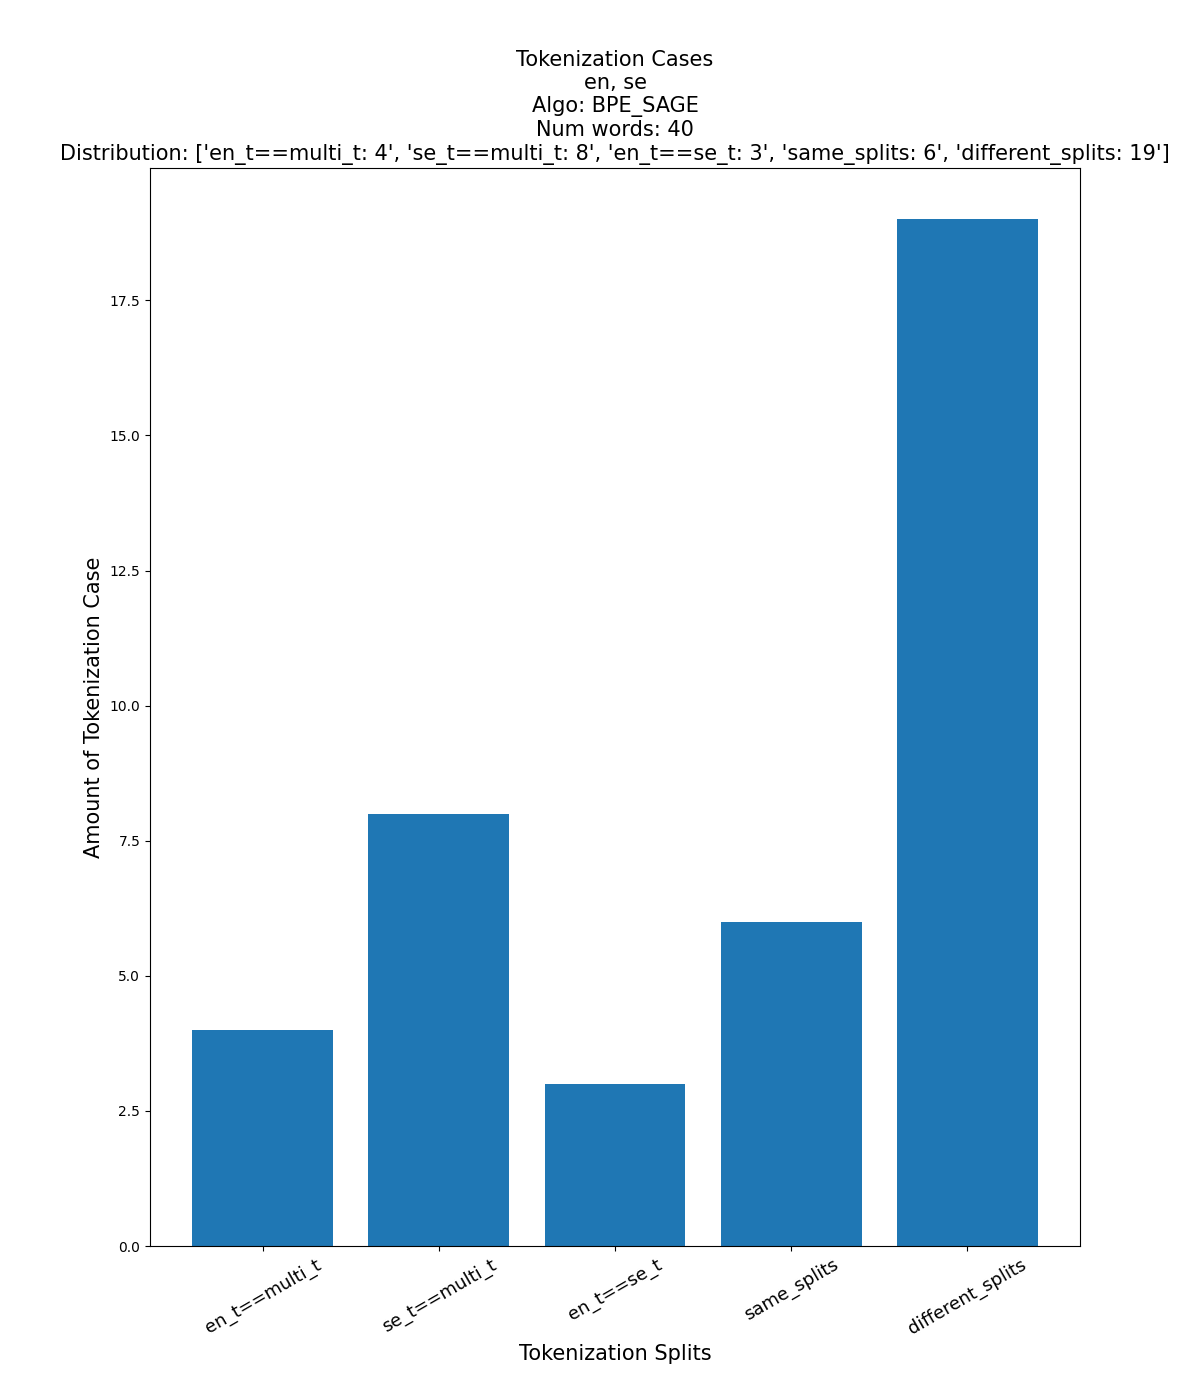 Tokenization Cases
en, se
Algo: BPE_SAGE
Num words: 40
Distribution: ['en_t==multi_t: 4', 'se_t==multi_t: 8', 'en_t==se_t: 3', 'same_splits: 6', 'different_splits: 19']
Amount of Tokenization Case
17.5
15.0
12.5
10.0
7.5
5.0
2.5
0.0
en_t==multi_t
se_t==multi_t
en_t==se_t
same_splits
different_splits
Tokenization Splits